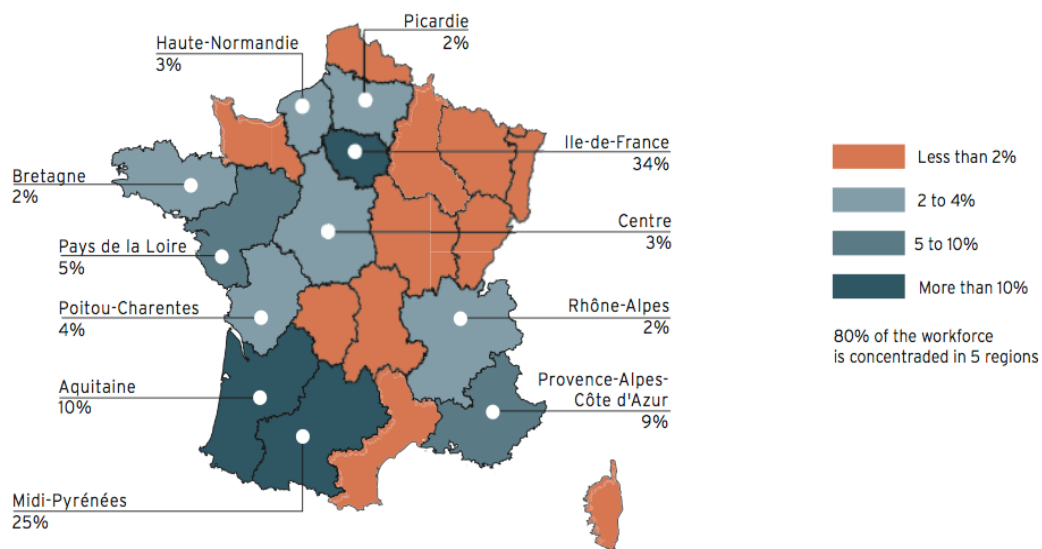 Picardie
2%
Haute-Normandie
3%
Ile-de-France
34%
Bretagne
2%
Centre
3%
Pays de la Loire
5%
Poitou-Charentes
4%
Rhône-Alpes
2%
Aquitaine
10%
Provence-Alpes-
Côte d'Azur
9%
Midi-Pyrénées
25%
Less than 2%
2 to 4%
5 to 10%
More than 10%
80% of the workforce
is concentraded in 5 regions